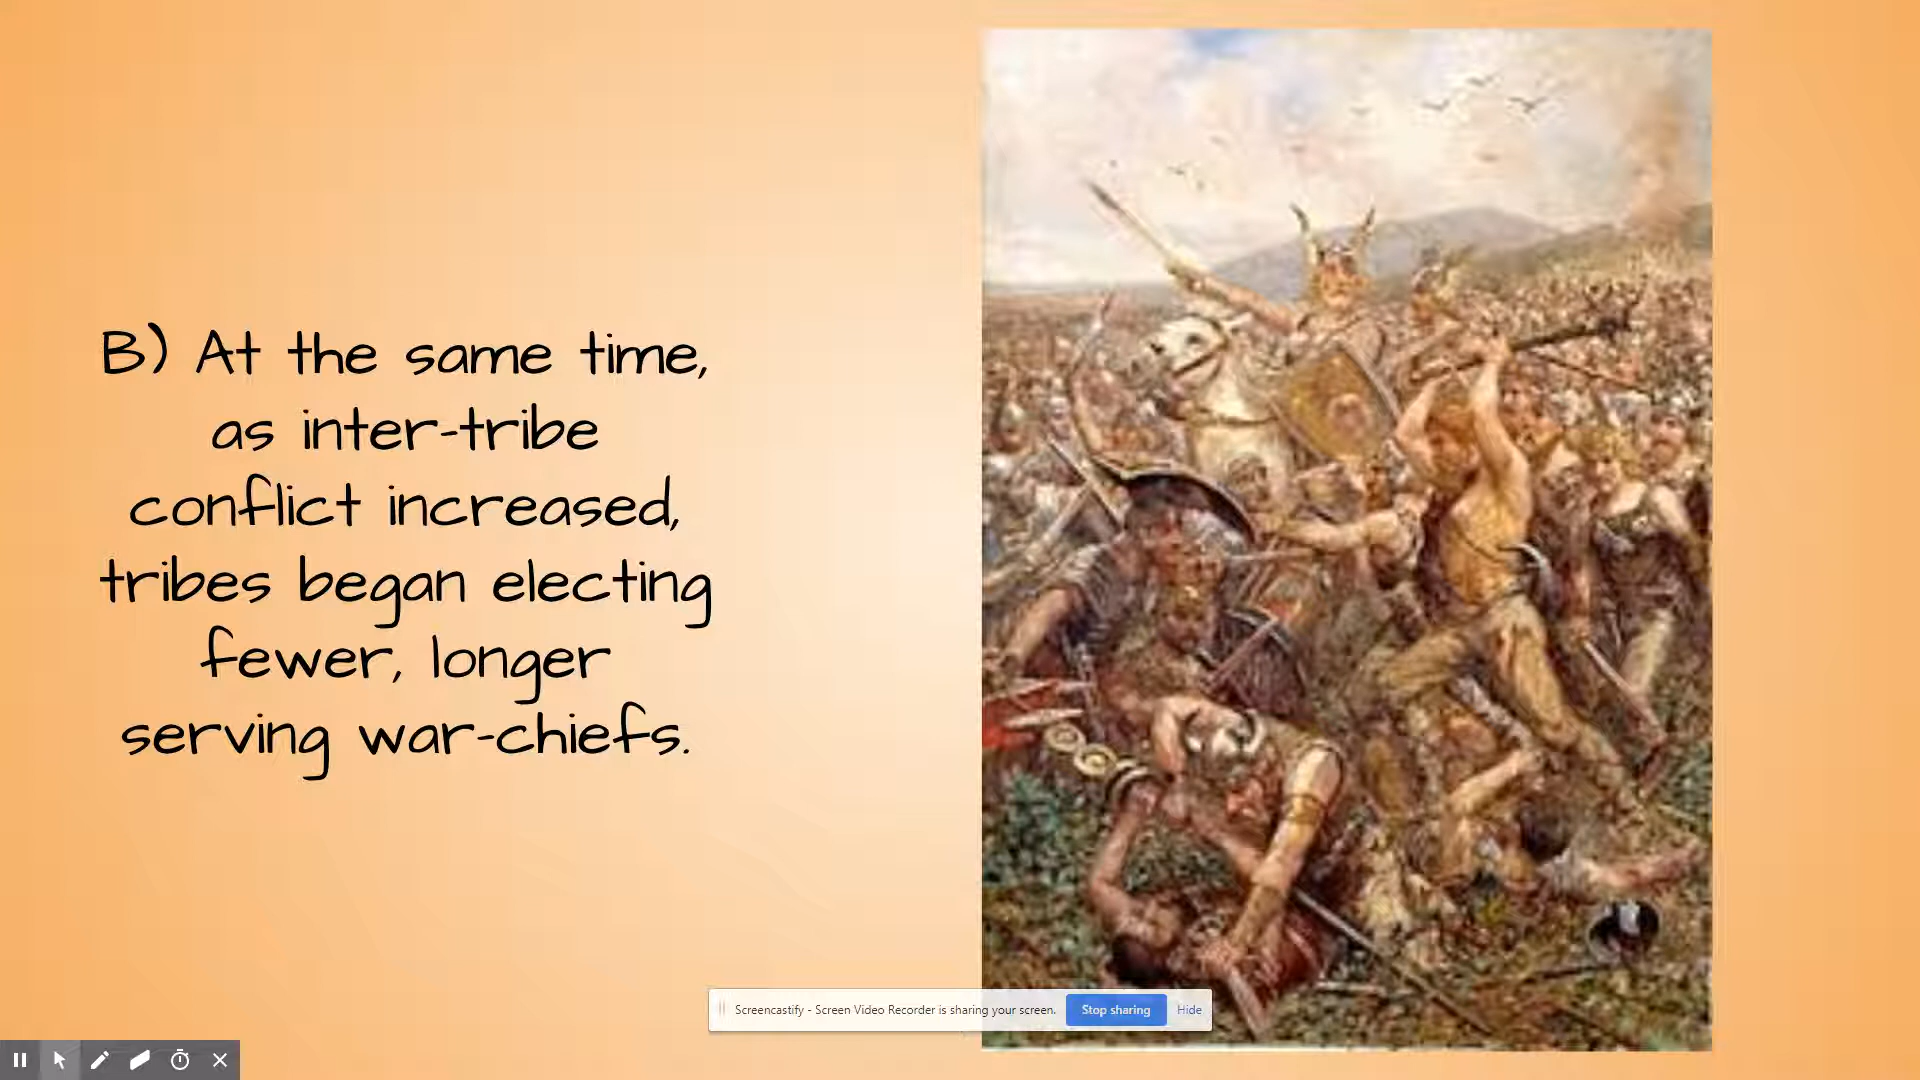 B) At the same time,
as inter-tribe
conflict increased,
tribes began electing
fewer, longer
serving war-chiefs.
Screencastify - Screen Video Recorder is sharing your screen. Stop sharing Hide